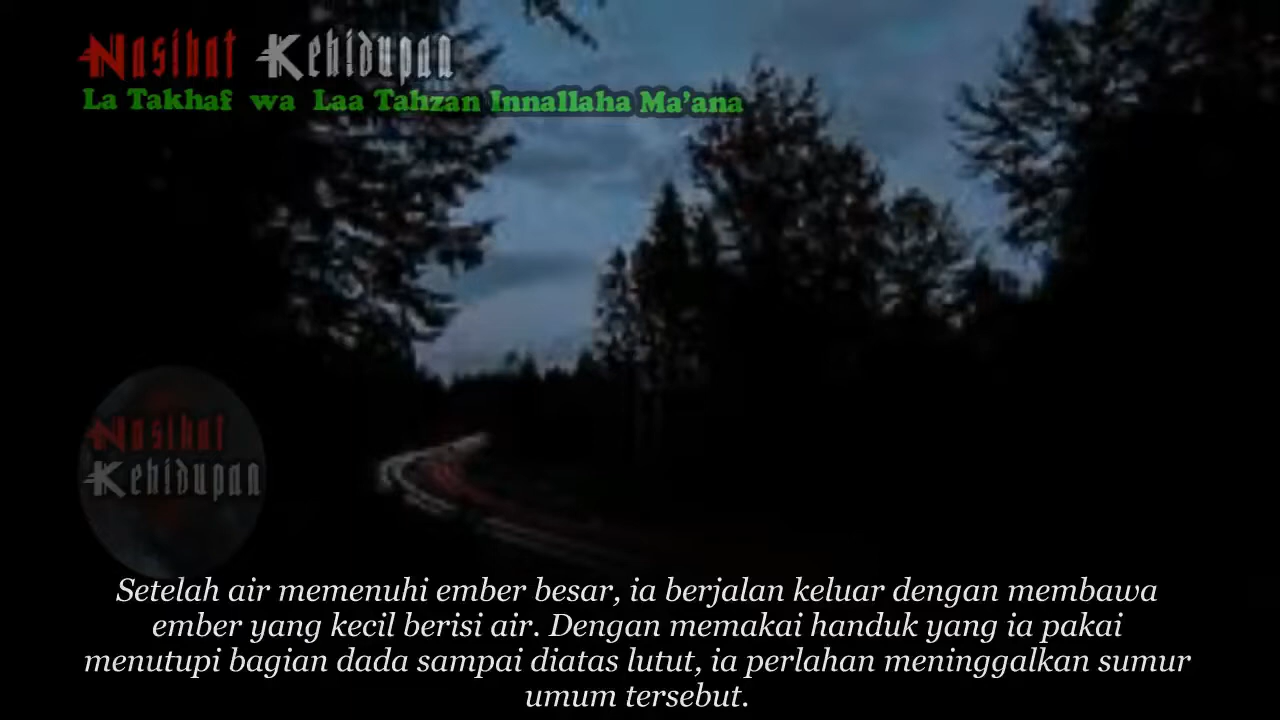 Nasihat Kehidupan
La Takhaf wa Laa Tahzan Innallaha Ma'ana
Nasihat
Kehidupan
Setelah air memenuhi ember besar, ia berjalan keluar dengan membawa
ember yang kecil berisi air. Dengan memakai handuk yang ia pakai
menutupi bagian dada sampai diatas lutut, ia perlahan meninggalkan sumur
umum tersebut.